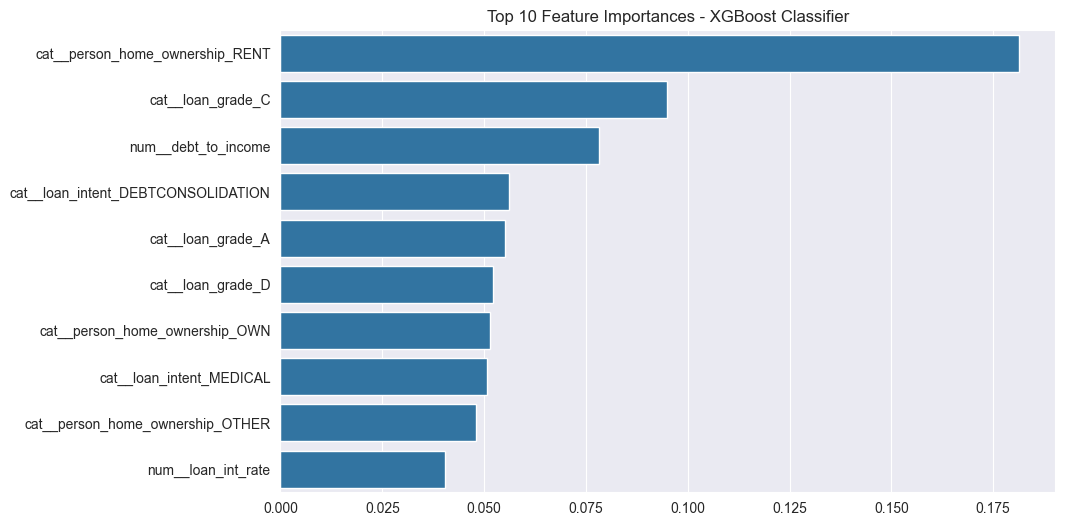 Top 10 Feature Importances - XGBoost Classifier
cat__person_home_ownership_RENT
cat__loan_grade_C
num__debt_to_income
cat__loan_intent_DEBTCONSOLIDATION
cat__loan_grade_A
cat__loan_grade_D
cat__person_home_ownership_OWN
cat__loan_intent_MEDICAL
cat__person_home_ownership_OTHER
num__loan_int_rate
0.000 0.025 0.050 0.075 0.100 0.125 0.150 0.175